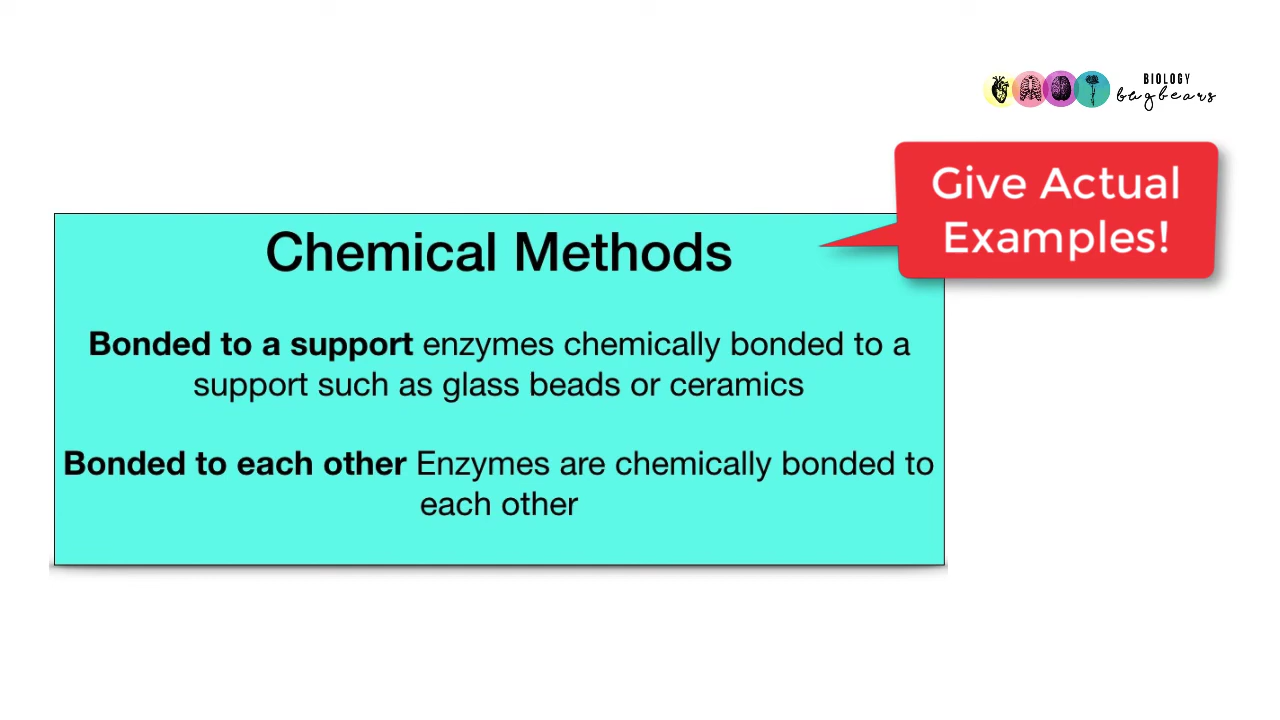 BIOLOGY
bugbears
Give Actual
Examples!
Chemical Methods
Bonded to a support enzymes chemically bonded to a
support such as glass beads or ceramics
Bonded to each other Enzymes are chemically bonded to
each other